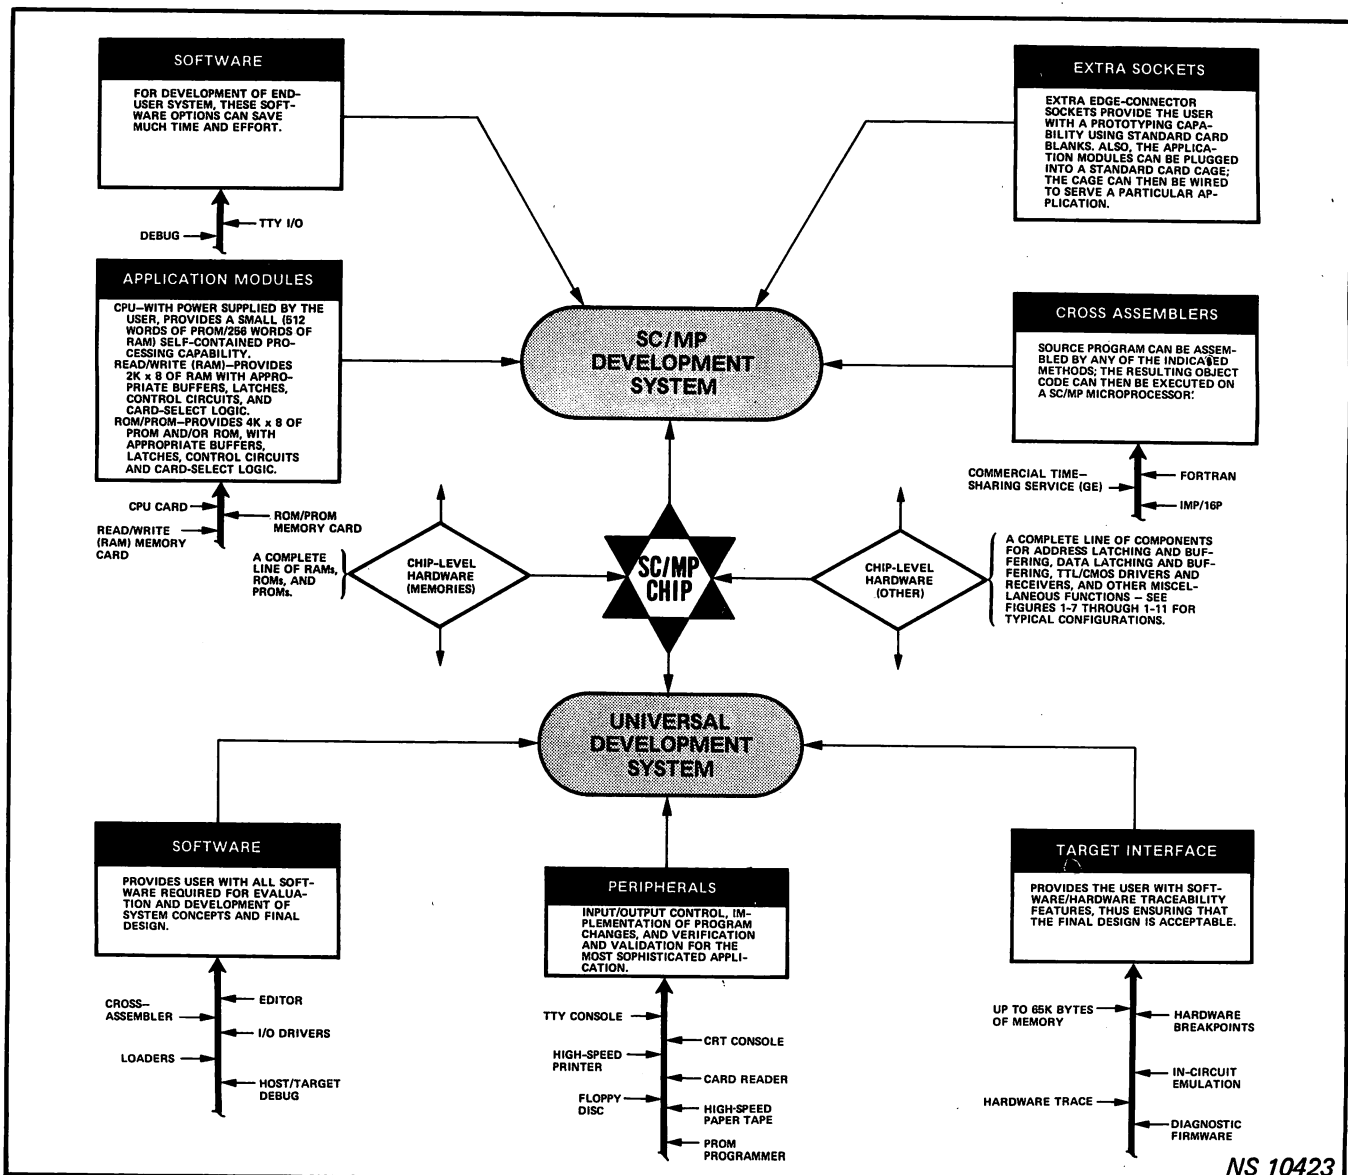 SOFTWARE
FOR DEVELOPMENT OF END-
USER SYSTEM, THESE SOFT-
WARE OPTIONS CAN SAVE
MUCH TIME AND EFFORT.
TTY I/O
DEBUG
EXTRA SOCKETS
EXTRA EDGE-CONNECTOR
SOCKETS PROVIDE THE USER
WITH A PROTOTYPING CAPA-
BILITY USING STANDARD CARD
BLANKS. ALSO, THE APPLICA-
TION MODULES CAN BE PLUGGED
INTO A STANDARD CARD CAGE;
THE CAGE CAN THEN BE WIRED
TO SERVE A PARTICULAR AP-
PLICATION.
APPLICATION MODULES
CPU—WITH POWER SUPPLIED BY THE
USER, PROVIDES A SMALL (512
WORDS OF PROM/256 WORDS OF
RAM) SELF-CONTAINED PRO-
CESSING CAPABILITY.
READ/WRITE (RAM)—PROVIDES
2K x 8 OF RAM WITH APPRO-
PRIATE BUFFERS, LATCHES,
CONTROL CIRCUITS, AND
CARD-SELECT LOGIC.
ROM/PROM—PROVIDES 4K x 8 OF
PROM AND/OR ROM, WITH
APPROPRIATE BUFFERS,
LATCHES, CONTROL CIRCUITS
AND CARD-SELECT LOGIC.
CPU CARD
ROM/PROM
MEMORY CARD
READ/WRITE
(RAM) MEMORY
CARD
SC/MP
DEVELOPMENT
SYSTEM
CROSS ASSEMBLERS
SOURCE PROGRAM CAN BE ASSEM-
BLED BY ANY OF THE INDICATED
METHODS; THE RESULTING OBJECT
CODE CAN THEN BE EXECUTED ON
A SC/MP MICROPROCESSOR.
COMMERCIAL TIME—
SHARING SERVICE (GE)
FORTRAN
IMP/16P
A COMPLETE
LINE OF RAMs,
ROMs, AND
PROMs.
CHIP-LEVEL
HARDWARE
(MEMORIES)
SC/MP
CHIP
CHIP-LEVEL
HARDWARE
(OTHER)
A COMPLETE LINE OF COMPONENTS
FOR ADDRESS LATCHING AND BUF-
FERING, DATA LATCHING AND BUF-
FERING, TTL/CMOS DRIVERS AND
RECEIVERS, AND OTHER MISCEL-
LANEOUS FUNCTIONS — SEE
FIGURES 1-7 THROUGH 1-11 FOR
TYPICAL CONFIGURATIONS.
UNIVERSAL
DEVELOPMENT
SYSTEM
SOFTWARE
PROVIDES USER WITH ALL SOFT-
WARE REQUIRED FOR EVALUA-
TION AND DEVELOPMENT OF
SYSTEM CONCEPTS AND FINAL
DESIGN.
EDITOR
CROSS—
ASSEMBLER
I/O DRIVERS
LOADERS
HOST/TARGET
DEBUG
PERIPHERALS
INPUT/OUTPUT CONTROL, IM-
PLEMENTATION OF PROGRAM
CHANGES, AND VERIFICATION
AND VALIDATION FOR THE
MOST SOPHISTICATED APPLI-
CATION.
TTY CONSOLE
CRT CONSOLE
HIGH-SPEED
PRINTER
CARD READER
FLOPPY
DISC
HIGH-SPEED
PAPER TAPE
PROM
PROGRAMMER
TARGET INTERFACE
PROVIDES THE USER WITH SOFT-
WARE/HARDWARE TRACEABILITY
FEATURES, THUS ENSURING THAT
THE FINAL DESIGN IS ACCEPTABLE.
UP TO 65K BYTES
OF MEMORY
HARDWARE
BREAKPOINTS
IN-CIRCUIT
EMULATION
HARDWARE TRACE
DIAGNOSTIC
FIRMWARE
NS 10423